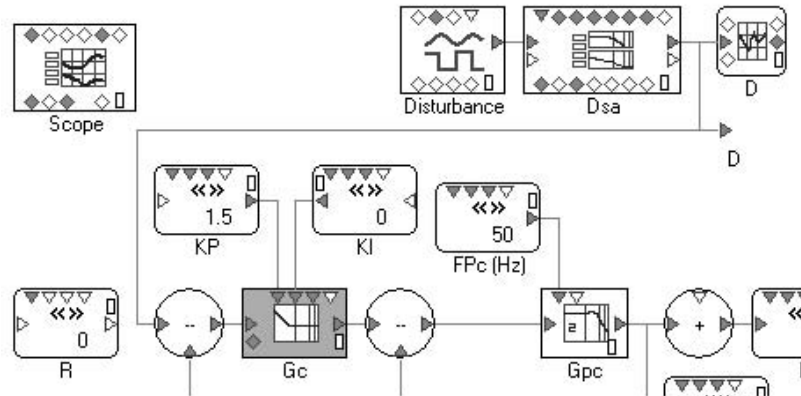 Scope
Disturbance
Dsa
D
D
1.5
KP
0
KI
50
FPc (Hz)
0
R
--
Gc
--
2
Gpc
+